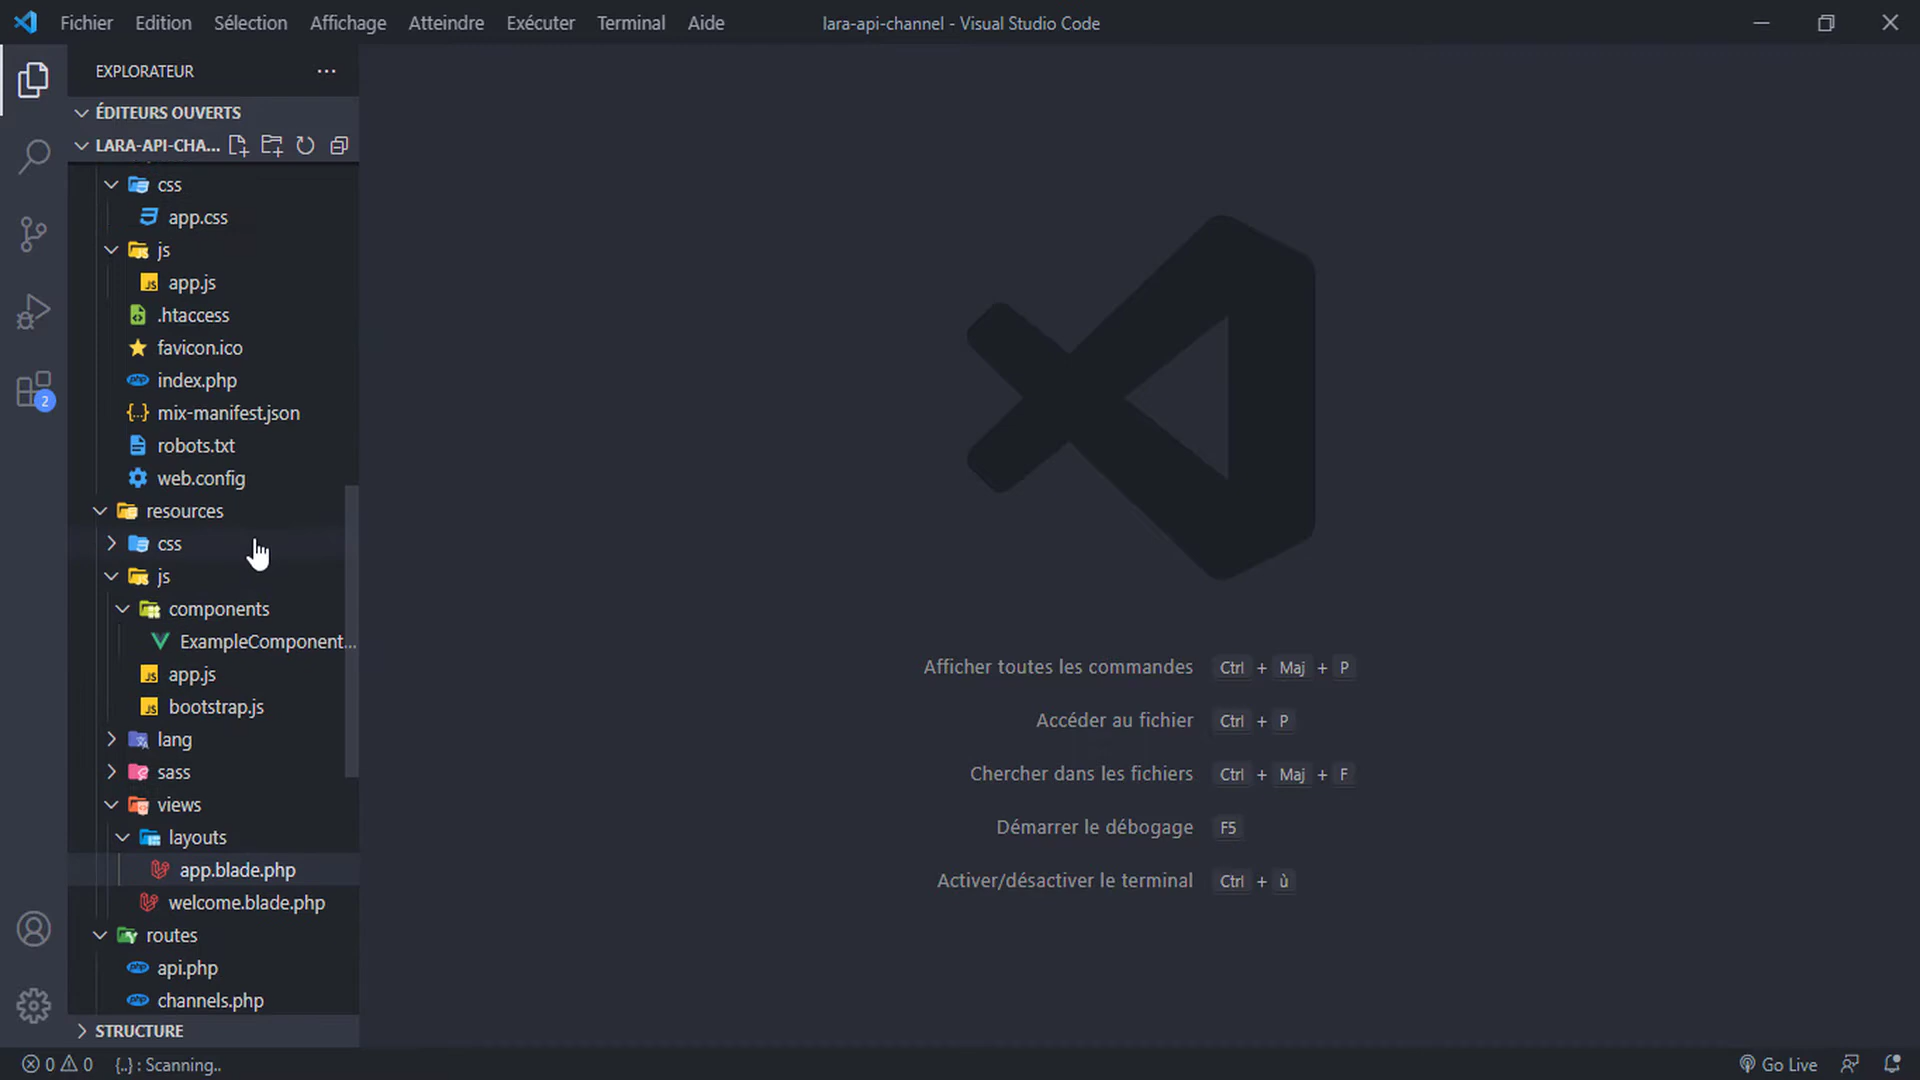 Fichier Edition Sélection Affichage Atteindre Exécuter Terminal Aide lara-api-channel - Visual Studio Code
EXPLORATEUR
ÉDITEURS OUVERTS
LARA-API-CHA...
css
app.css
js
app.js
.htaccess
favicon.ico
index.php
mix-manifest.json
robots.txt
web.config
resources
css
js
components
ExampleComponent...
app.js
bootstrap.js
lang
sass
views
layouts
app.blade.php
welcome.blade.php
routes
api.php
channels.php
STRUCTURE
2
Afficher toutes les commandes Ctrl + Maj + P
Accéder au fichier Ctrl + P
Chercher dans les fichiers Ctrl + Maj + F
Démarrer le débogage F5
Activer/désactiver le terminal Ctrl + ù
0 0 {..} : Scanning.. Go Live